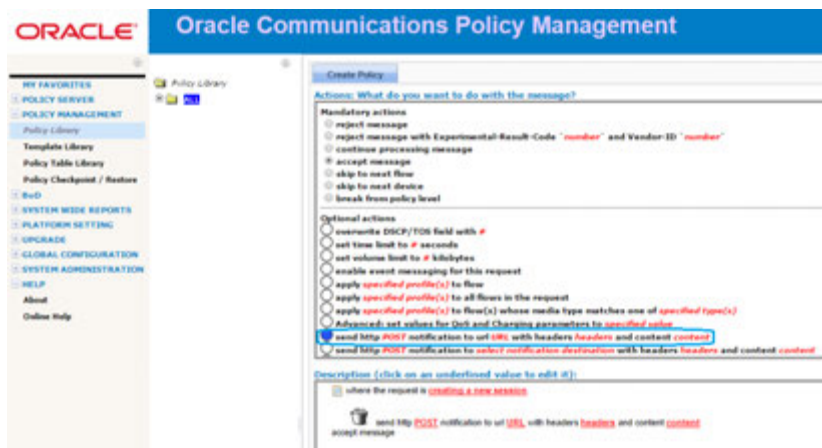 ORACLE
Oracle Communications Policy Management
MY FAVORITES
POLICY SERVER
POLICY MANAGEMENT
Policy Library
Template Library
Policy Table Library
Policy Checkpoint / Restore
BoD
SYSTEM WIDE REPORTS
PLATFORM SETTING
UPGRADE
GLOBAL CONFIGURATION
SYSTEM ADMINISTRATION
HELP
About
Online Help
Policy Library
ALL
Create Policy
Actions: What do you want to do with the message?
Mandatory actions
reject message
reject message with Experimental-Result-Code `number` and Vendor-ID `number`
continue processing message
accept message
skip to next flow
skip to next device
break from policy level
Optional actions
overwrite DSCP/TOS field with #
set time limit to # seconds
set volume limit to # kilobytes
enable event messaging for this request
apply specified profile(s) to flow
apply specified profile(s) to all flows in the request
apply specified profile(s) to flow(s) whose media type matches one of specified type(s)
Advanced: set values for QoS and Charging parameters to specified value
send http POST notification to url URL with headers headers and content content
send http POST notification to select notification destination with headers headers and content content
Description (click on an underlined value to edit it):
where the request is creating a new session
send http POST notification to url URL with headers headers and content content
accept message